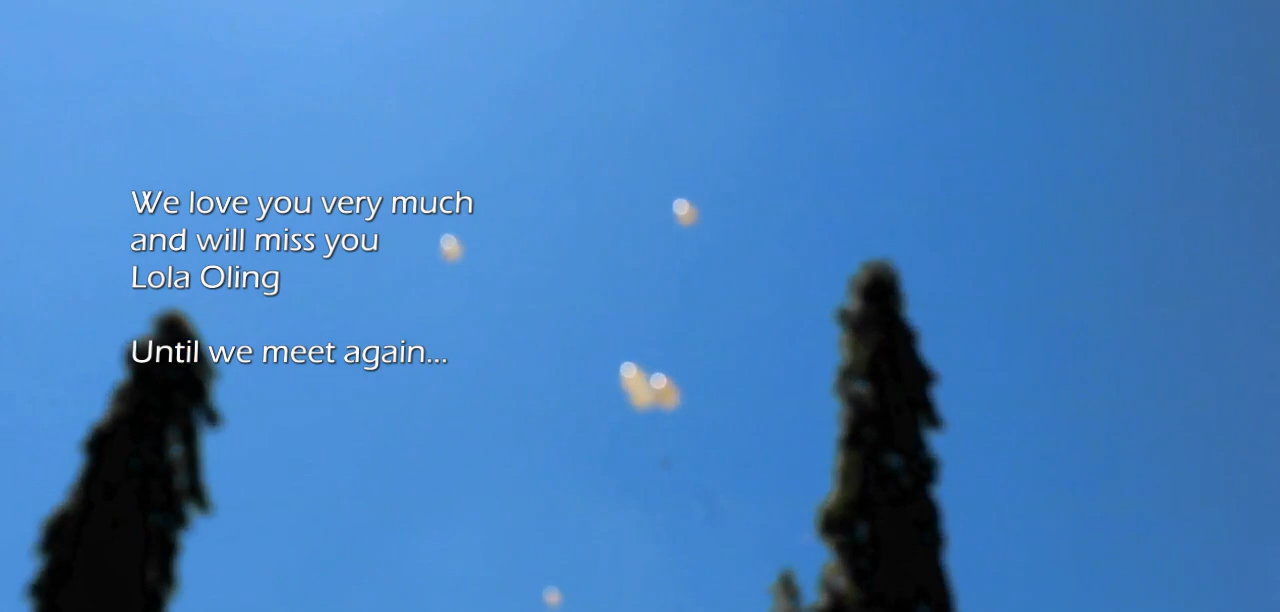 We love you very much
and will miss you
Lola Oling
Until we meet again...